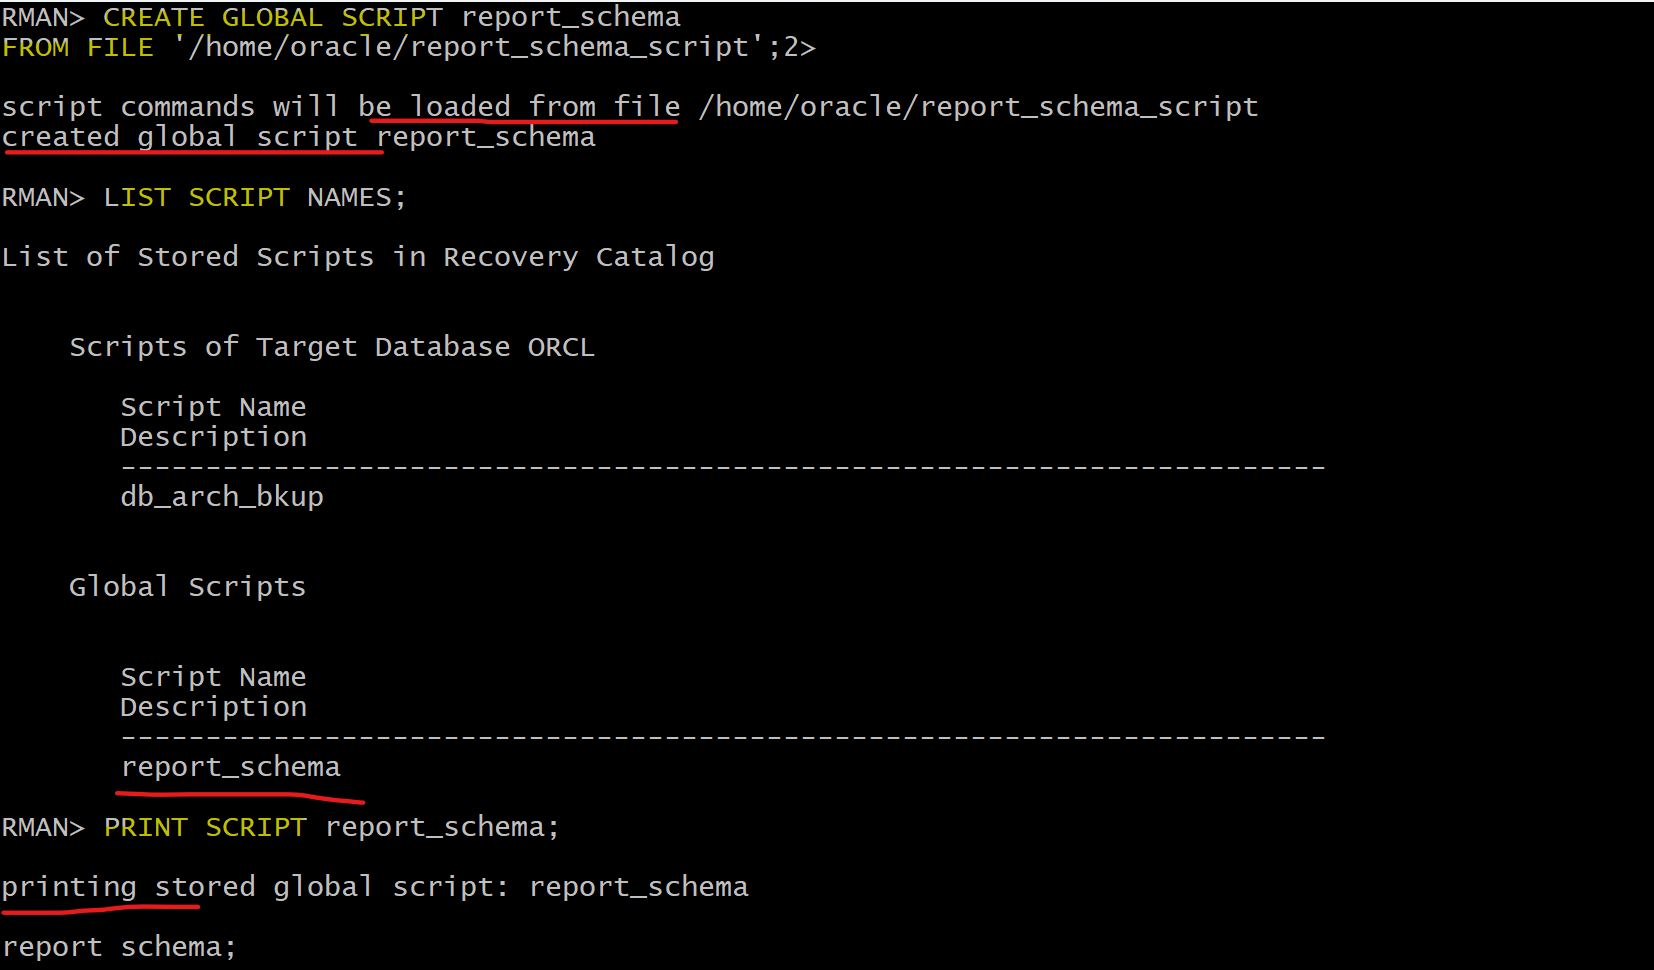 RMAN> CREATE GLOBAL SCRIPT report_schema
FROM FILE '/home/oracle/report_schema_script';2>
script commands will be loaded from file /home/oracle/report_schema_script
created global script report_schema
RMAN> LIST SCRIPT NAMES;
List of Stored Scripts in Recovery Catalog
Scripts of Target Database ORCL
Script Name
Description
-----------------------------------------------------------------------
db_arch_bkup
Global Scripts
Script Name
Description
-----------------------------------------------------------------------
report_schema
RMAN> PRINT SCRIPT report_schema;
printing stored global script: report_schema
report schema;